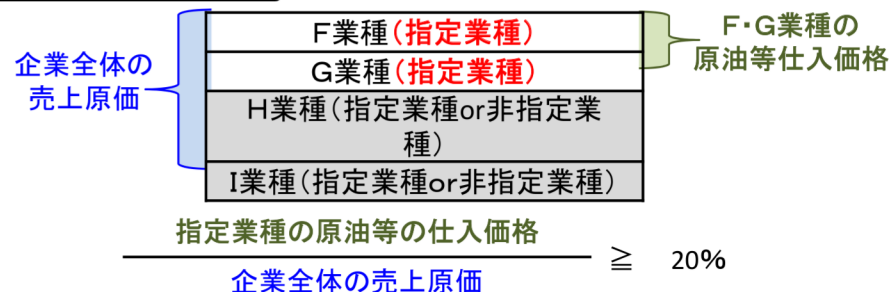 F業種(指定業種)
G業種(指定業種)
H業種(指定業種or非指定業
種)
I業種(指定業種or非指定業種)
企業全体の
売上原価
F・G業種の
原油等仕入価格
指定業種の原油等の仕入価格
企業全体の売上原価
≧ 20%